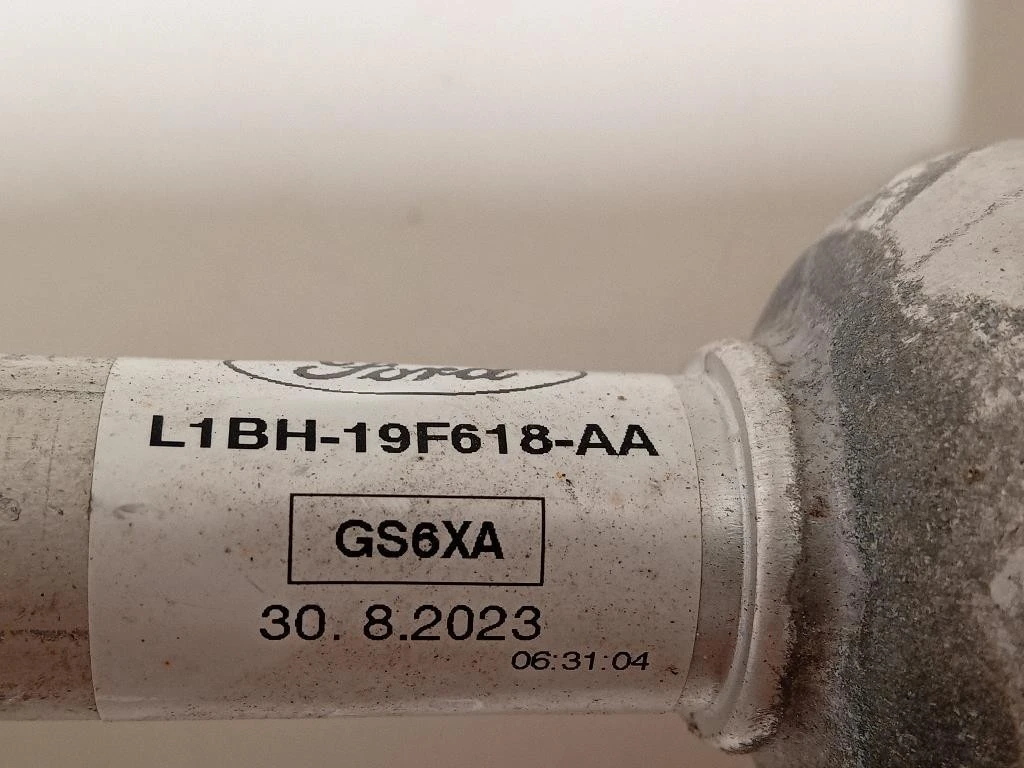 Ford
L1BH-19F618-AA
GS6XA
30. 8.2023
06:31:04